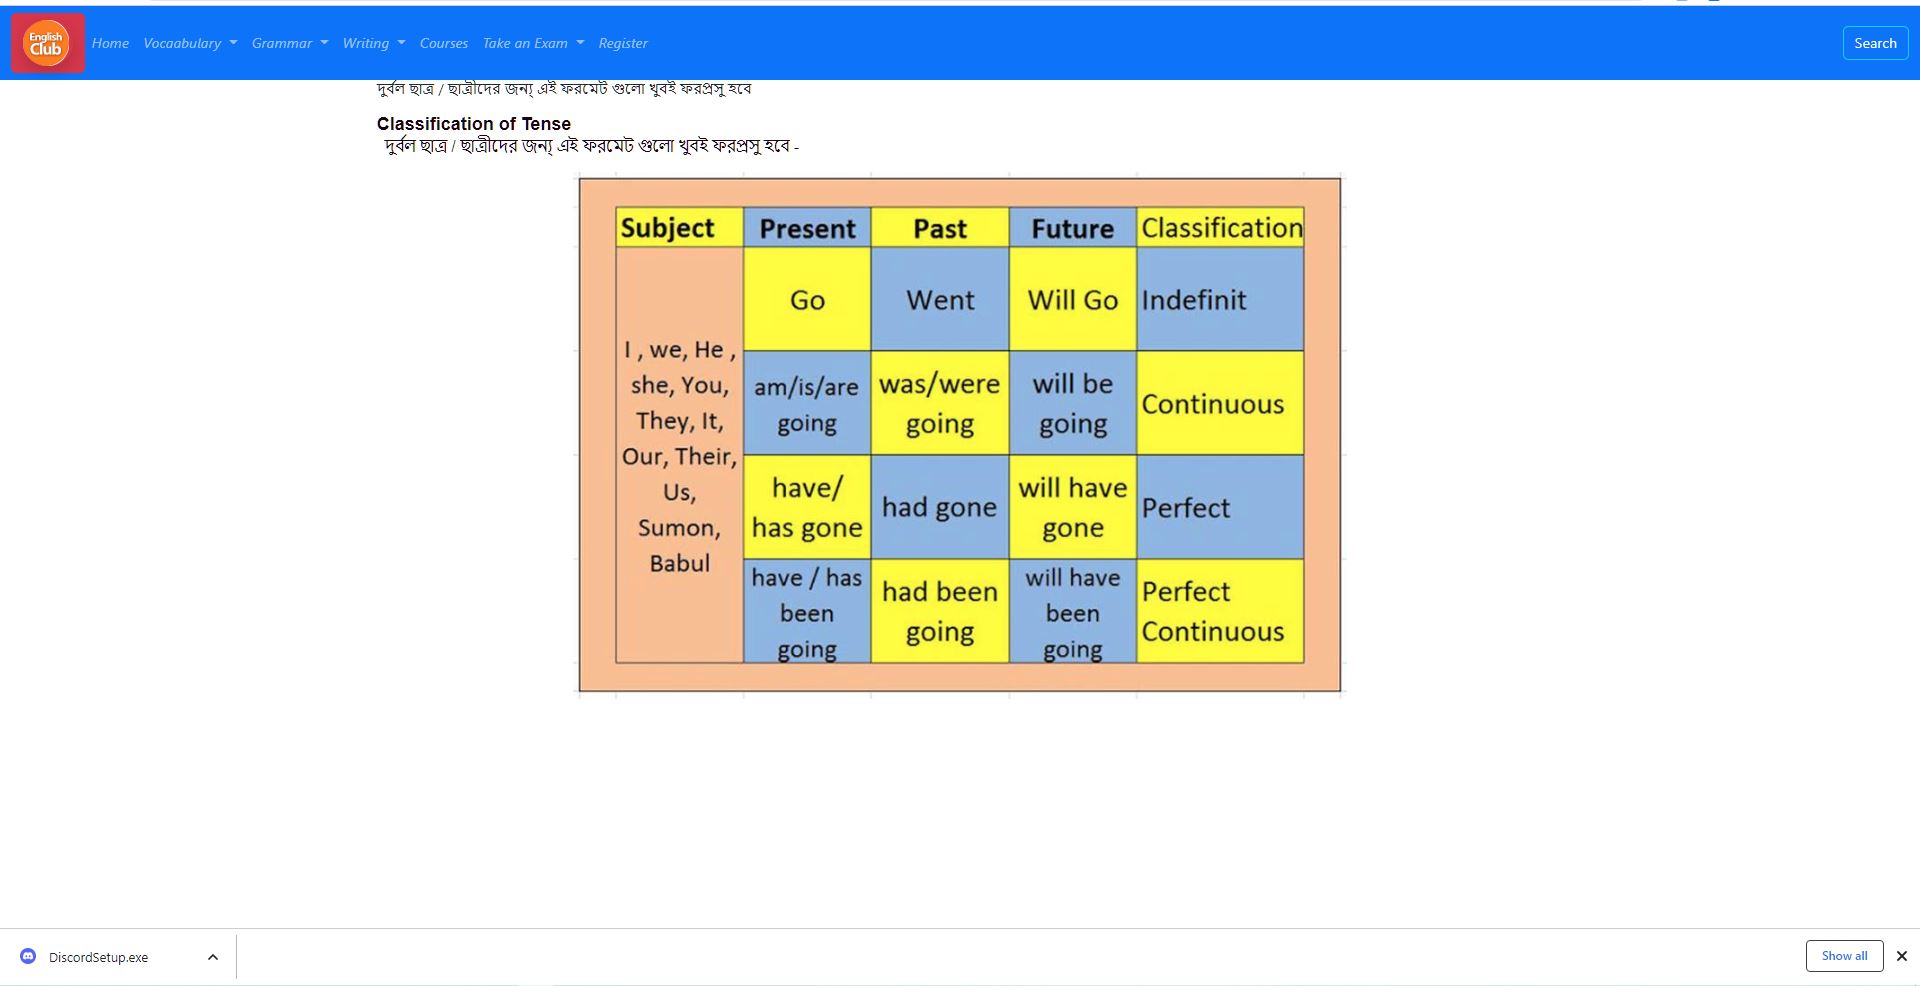 English
Club
Home Vocaabulary Grammar Writing Courses Take an Exam Register
Search
দুর্বল ছাত্র / ছাত্রীদের জন্য্ এই ফরমেট গুলো খুবই ফরপ্রসু হবে
Classification of Tense
দুর্বল ছাত্র / ছাত্রীদের জন্য্ এই ফরমেট গুলো খুবই ফরপ্রসু হবে -
Subject Present Past Future Classification
Go Went Will Go Indefinit
I , we, He ,
she, You,
They, It,
Our, Their,
Us,
Sumon,
Babul
am/is/are
going
was/were
going
will be
going
Continuous
have/
has gone
had gone
will have
gone
Perfect
have / has
been
going
had been
going
will have
been
going
Perfect
Continuous
DiscordSetup.exe
Show all